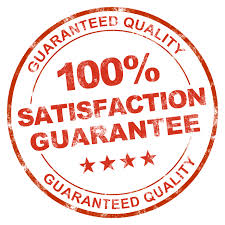 GUARANTEED QUALITY
100%
SATISFACTION
GUARANTEE
GUARANTEED QUALITY